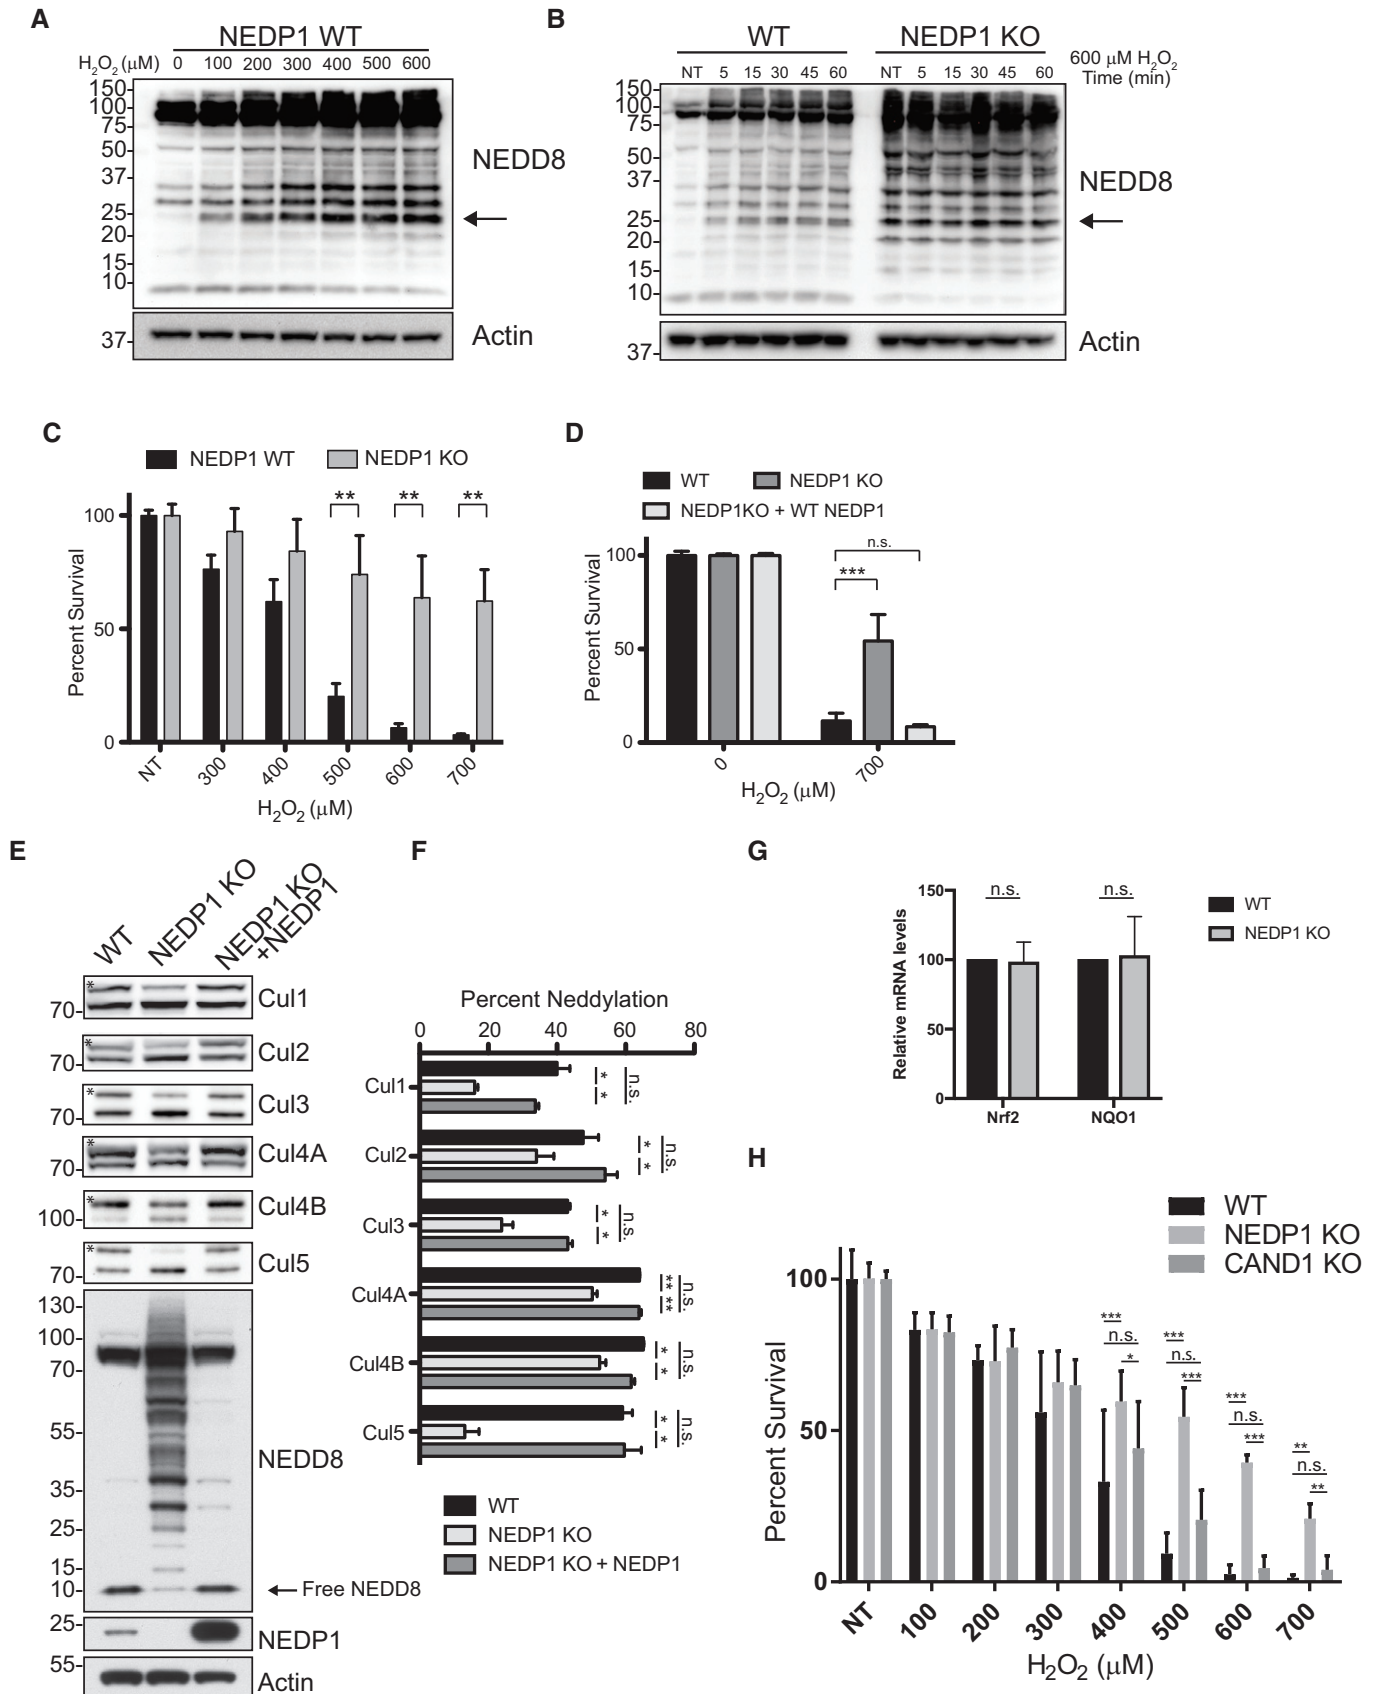 A
NEDP1 WT
H2O2 (µM) 0 100 200 300 400 500 600
150-
100-
75-
50-
37-
25-
20-
15-
10-
NEDD8
37-
Actin
B
WT NEDP1 KO
NT 5 15 30 45 60 NT 5 15 30 45 60
600 µM H2O2
Time (min)
150-
100-
75-
50-
37-
25-
20-
15-
10-
NEDD8
37-
Actin
C
NEDP1 WT NEDP1 KO
** ** **
100
50
0
Percent Survival
NT 300 400 500 600 700
H2O2 (µM)
D
WT NEDP1 KO
NEDP1KO + WT NEDP1
n.s.
***
100
50
0
Percent Survival
0 700
H2O2 (µM)
E
WT
NEDP1 KO
NEDP1 KO
+NEDP1
*
70- Cul1
*
70- Cul2
*
70- Cul3
*
70- Cul4A
*
100- Cul4B
*
70- Cul5
130-
100-
70-
55-
35-
25-
15-
10-
NEDD8
Free NEDD8
25- NEDP1
55- Actin
F
Percent Neddylation
0 20 40 60 80
Cul1 * * n.s.
Cul2 * * n.s.
Cul3 * * n.s.
Cul4A ** ** n.s.
Cul4B * * n.s.
Cul5 * * n.s.
WT
NEDP1 KO
NEDP1 KO + NEDP1
G
150
100
50
0
Relative mRNA levels
n.s. n.s.
Nrf2 NQO1
WT
NEDP1 KO
H
WT
NEDP1 KO
CAND1 KO
100
50
0
Percent Survival
*** n.s. *
*** n.s. ***
*** n.s. ***
** n.s. **
NT 100 200 300 400 500 600 700
H2O2 (µM)